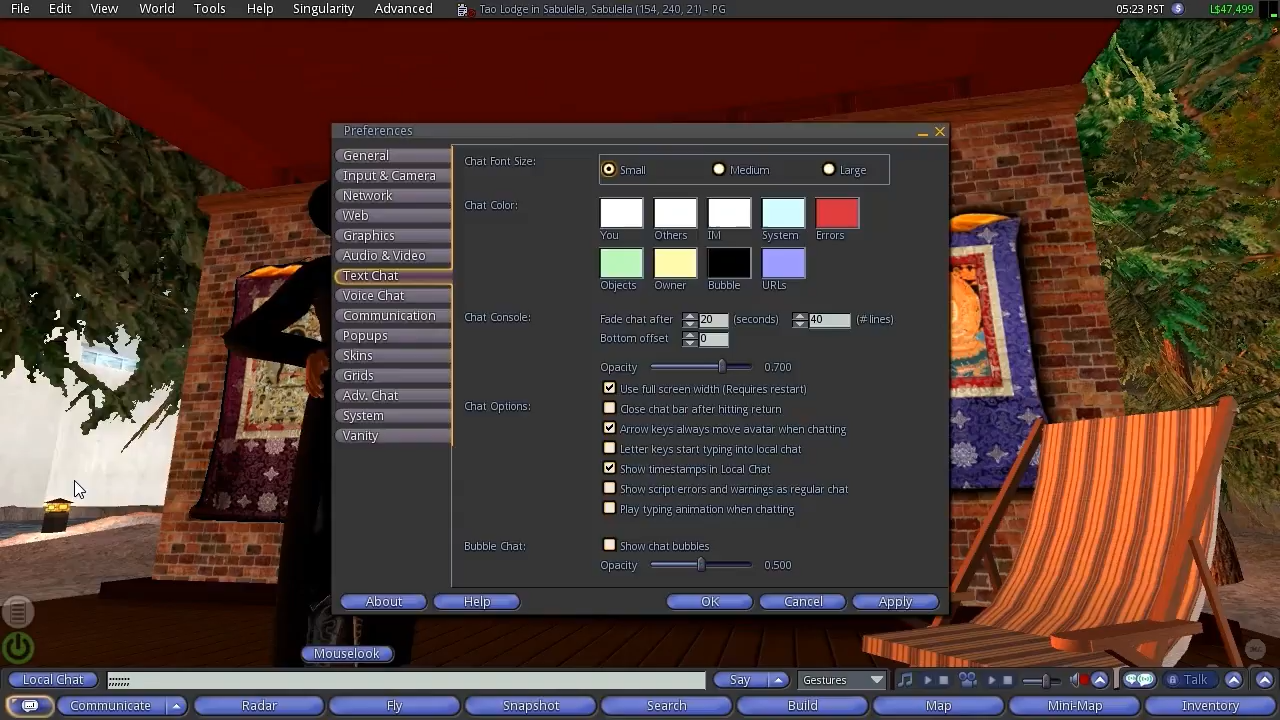 File Edit View World Tools Help Singularity Advanced Tao Lodge in Sabulella, Sabulella (154, 240, 21) - PG 05:23 PST $ L$47,499
Preferences
General
Input & Camera
Network
Web
Graphics
Audio & Video
Text Chat
Voice Chat
Communication
Popups
Skins
Grids
Adv. Chat
System
Vanity
Chat Font Size: Small Medium Large
Chat Color:
You Others IM System Errors
Objects Owner Bubble URLs
Chat Console: Fade chat after 20 (seconds) 40 (# lines)
Bottom offset 0
Opacity 0.700
Use full screen width (Requires restart)
Chat Options: Close chat bar after hitting return
Arrow keys always move avatar when chatting
Letter keys start typing into local chat
Show timestamps in Local Chat
Show script errors and warnings as regular chat
Play typing animation when chatting
Bubble Chat: Show chat bubbles
Opacity 0.500
About Help OK Cancel Apply
Mouselook
Local Chat ;;;;;; Say Gestures Talk
Communicate Radar Fly Snapshot Search Build Map Mini-Map Inventory